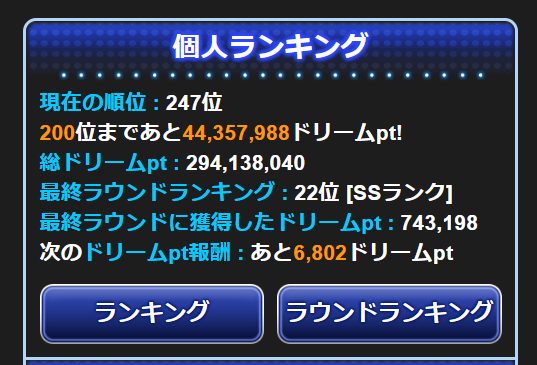 個人ランキング
現在の順位：247位
200位まであと44,357,988ドリームpt!
総ドリームpt：294,138,040
最終ラウンドランキング：22位 [SSランク]
最終ラウンドに獲得したドリームpt：743,198
次のドリームpt報酬：あと6,802ドリームpt
ランキング
ラウンドランキング